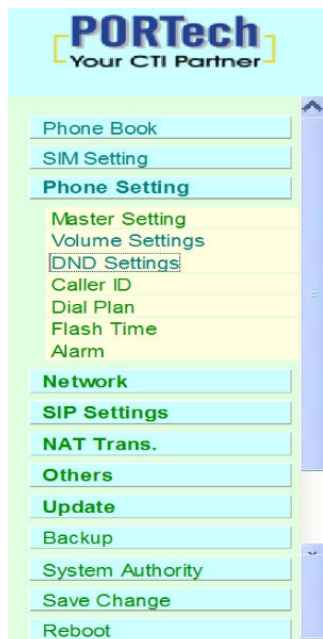 PORTech
Your CTI Partner
Phone Book
SIM Setting
Phone Setting
Master Setting
Volume Settings
DND Settings
Caller ID
Dial Plan
Flash Time
Alarm
Network
SIP Settings
NAT Trans.
Others
Update
Backup
System Authority
Save Change
Reboot